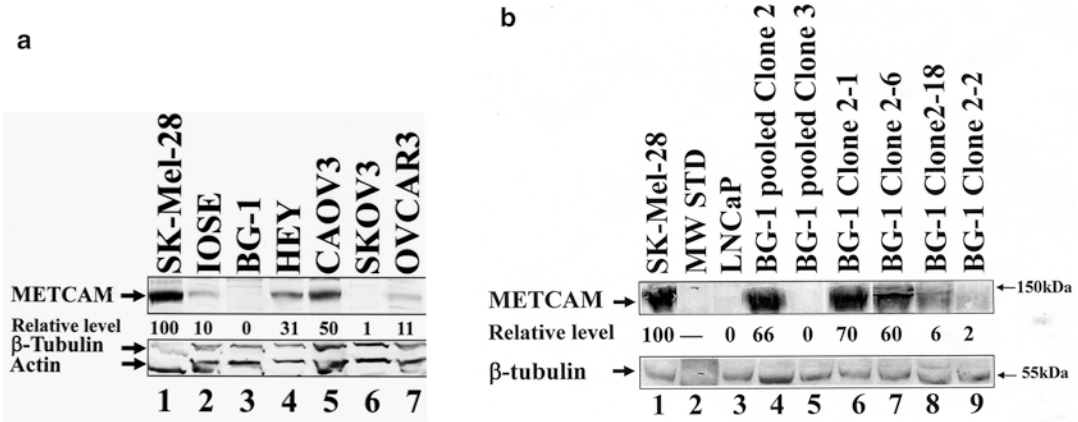 a
SK-Mel-28
IOSE
BG-1
HEY
CAOV3
SKOV3
OVCAR3
METCAM
Relative level 100 10 0 31 50 1 11
β-Tubulin
Actin
1 2 3 4 5 6 7
b
SK-Mel-28
MW STD
LNCaP
BG-1 pooled Clone 2
BG-1 pooled Clone 3
BG-1 Clone 2-1
BG-1 Clone 2-6
BG-1 Clone2-18
BG-1 Clone 2-2
METCAM 150kDa
Relative level 100 — 0 66 0 70 60 6 2
β-tubulin 55kDa
1 2 3 4 5 6 7 8 9